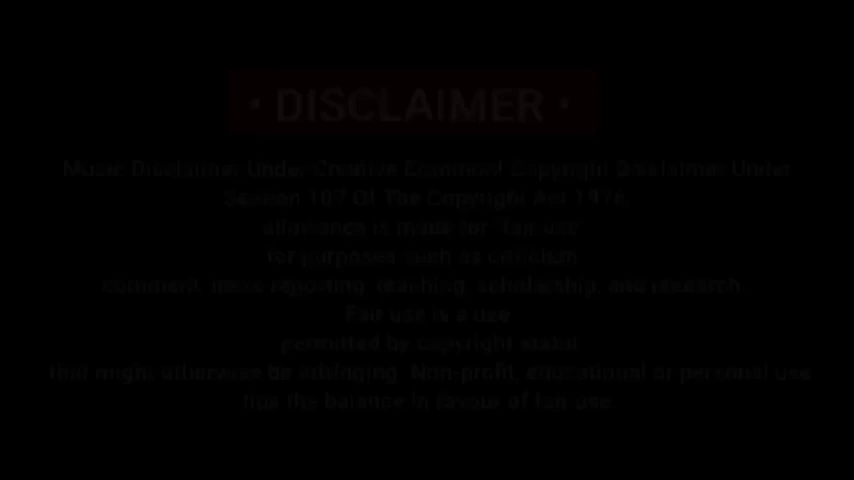 · DISCLAIMER ·
Music Disclaimer Under Creative Common! Copyright Disclaimer Under
Section 107 Of The Copyright Act 1976,
allowance is made for "fair use"
for purposes such as criticism,
comment, news reporting, teaching, scholarship, and research
Fair use is a use
permitted by copyright statut
that might otherwise be infringing. Non-profit, educational or personal use
tips the balance in favour of fair use.